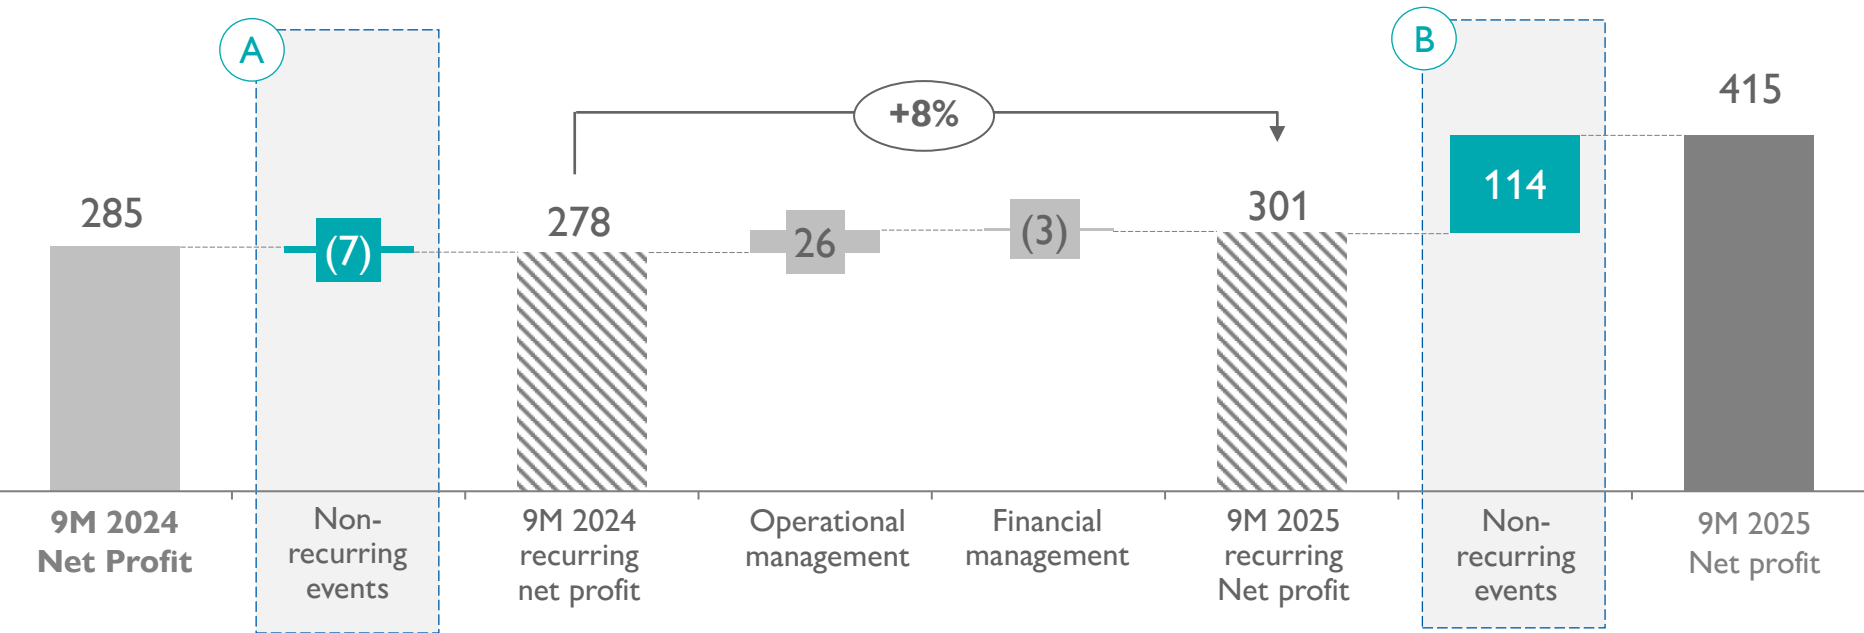 A
B
+8%
415
285
(7)
278
26
(3)
301
114
9M 2024
Net Profit
Non-
recurring
events
9M 2024
recurring
net profit
Operational
management
Financial
management
9M 2025
recurring
Net profit
Non-
recurring
events
9M 2025
Net profit